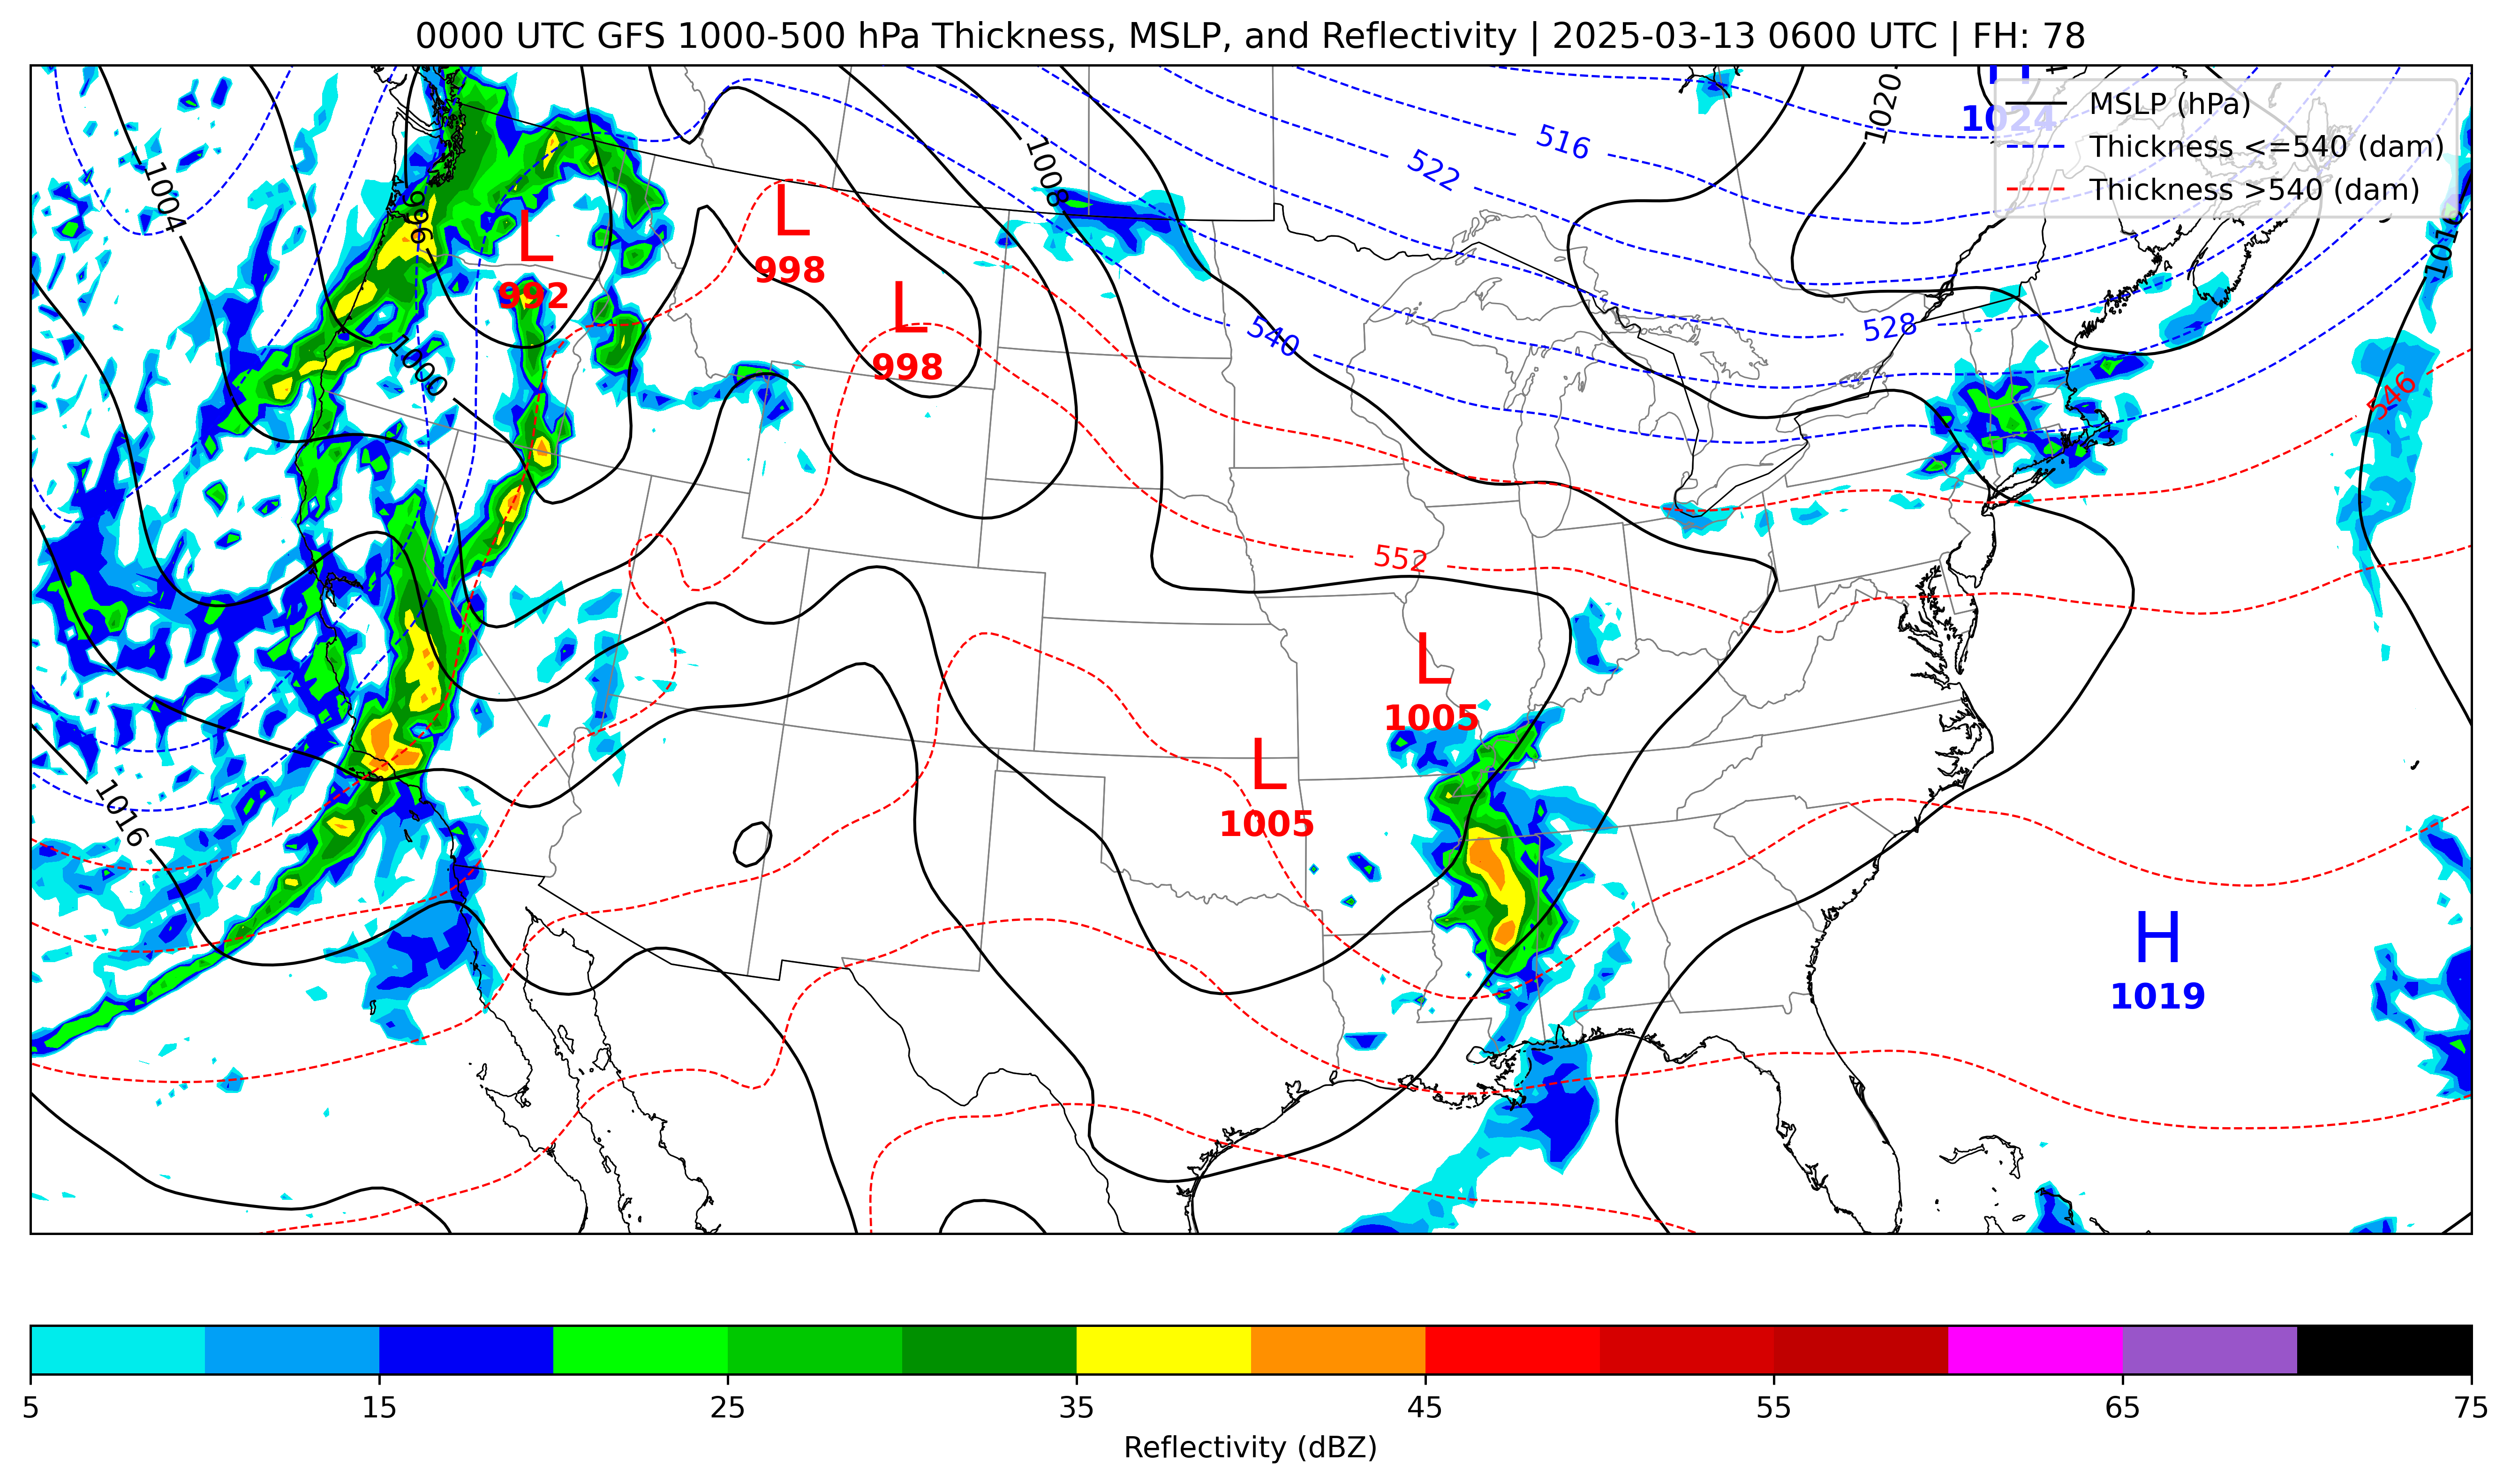 0000 UTC GFS 1000-500 hPa Thickness, MSLP, and Reflectivity | 2025-03-13 0600 UTC | FH: 78
MSLP (hPa)
Thickness <=540 (dam)
Thickness >540 (dam)
H
1024
1020
516
522
1008
1004
996
L
998
L
992
L
998
1012
540
528
1000
546
552
L
1005
L
1005
1016
H
1019
5 15 25 35 45 55 65 75
Reflectivity (dBZ)